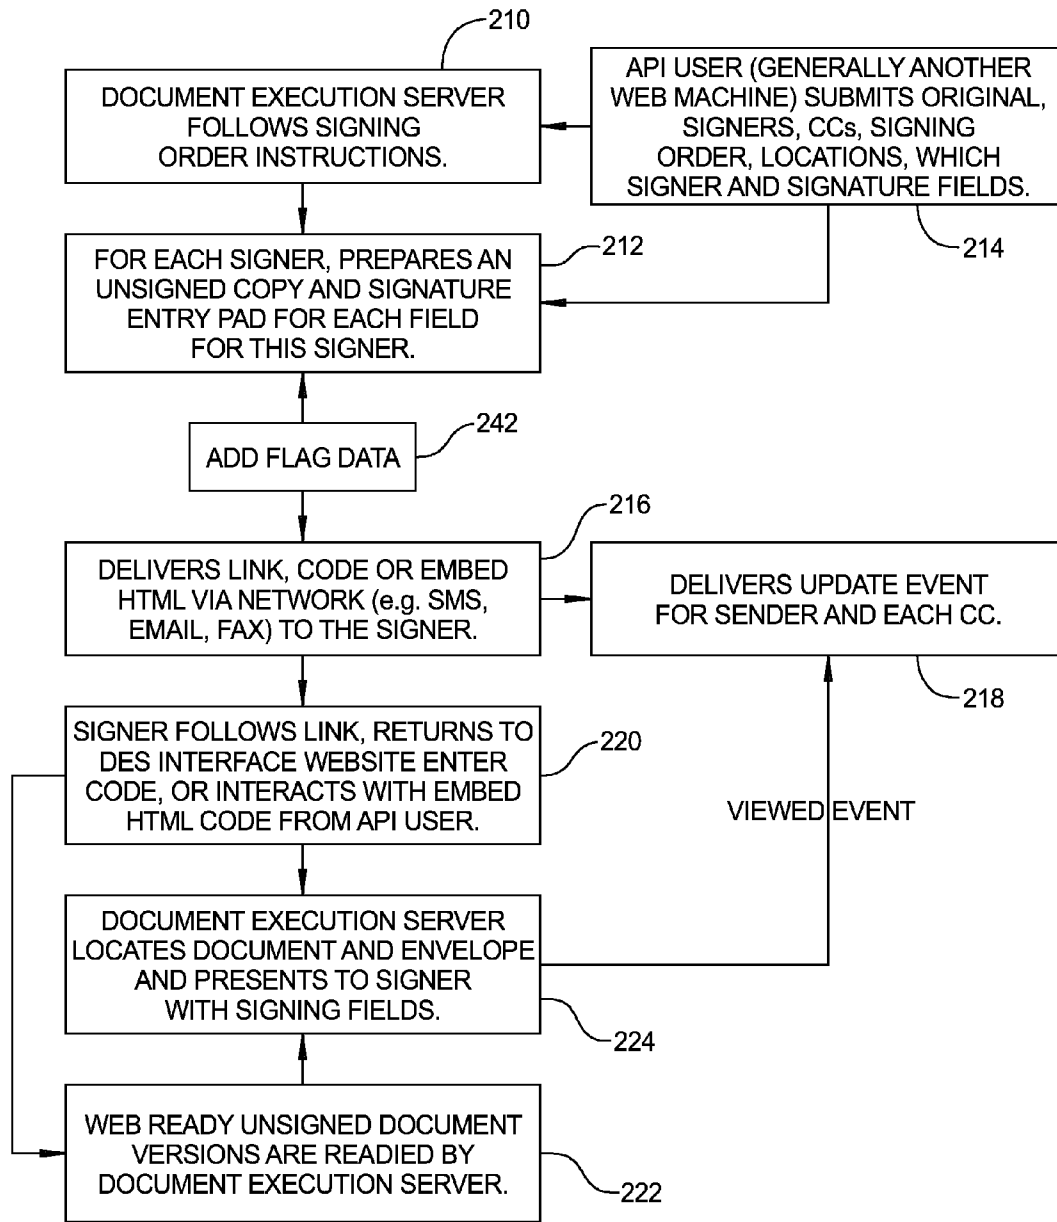 210
DOCUMENT EXECUTION SERVER
FOLLOWS SIGNING
ORDER INSTRUCTIONS.
API USER (GENERALLY ANOTHER
WEB MACHINE) SUBMITS ORIGINAL,
SIGNERS, CCs, SIGNING
ORDER, LOCATIONS, WHICH
SIGNER AND SIGNATURE FIELDS.
214
212
FOR EACH SIGNER, PREPARES AN
UNSIGNED COPY AND SIGNATURE
ENTRY PAD FOR EACH FIELD
FOR THIS SIGNER.
242
ADD FLAG DATA
216
DELIVERS LINK, CODE OR EMBED
HTML VIA NETWORK (e.g. SMS,
EMAIL, FAX) TO THE SIGNER.
DELIVERS UPDATE EVENT
FOR SENDER AND EACH CC.
218
SIGNER FOLLOWS LINK, RETURNS TO
DES INTERFACE WEBSITE ENTER
CODE, OR INTERACTS WITH EMBED
HTML CODE FROM API USER.
220
VIEWED EVENT
DOCUMENT EXECUTION SERVER
LOCATES DOCUMENT AND ENVELOPE
AND PRESENTS TO SIGNER
WITH SIGNING FIELDS.
224
WEB READY UNSIGNED DOCUMENT
VERSIONS ARE READIED BY
DOCUMENT EXECUTION SERVER.
222